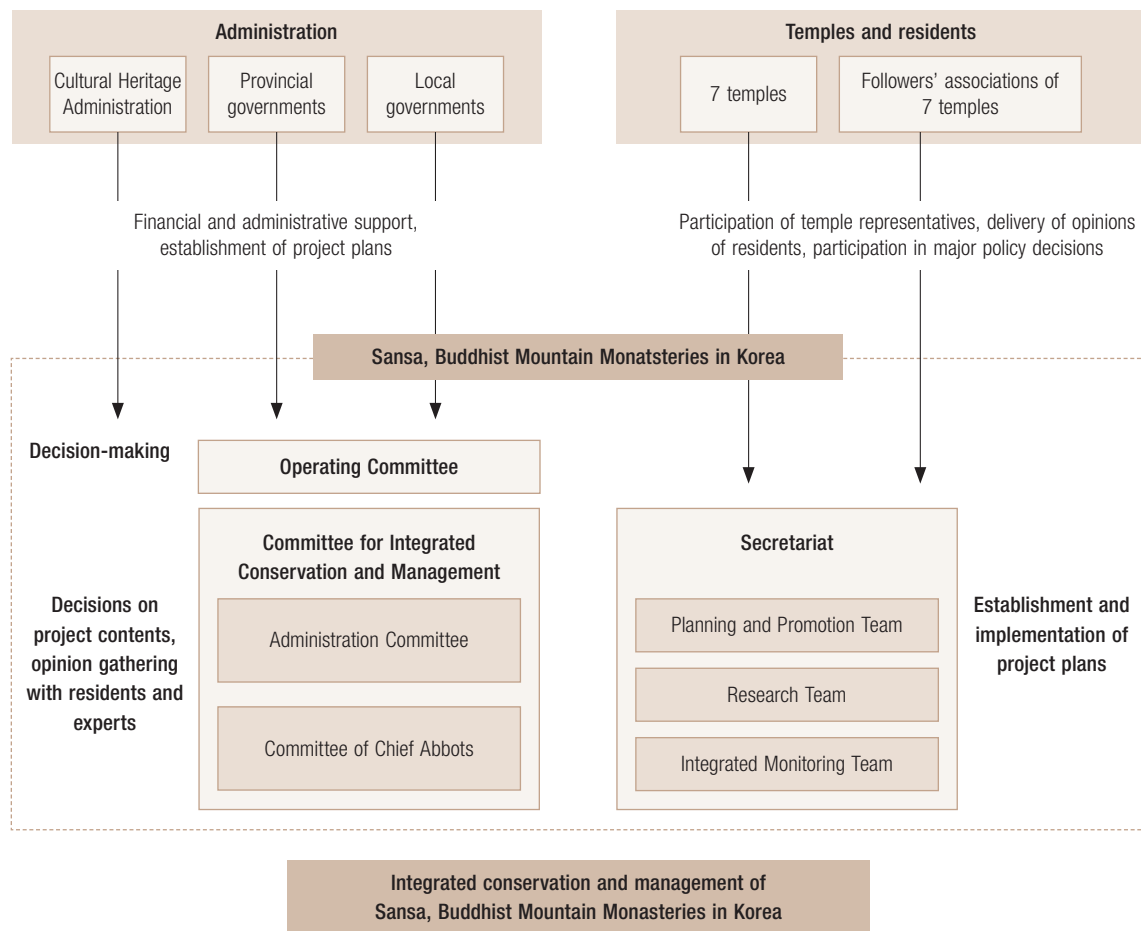 Administration
Cultural Heritage
Administration
Provincial
governments
Local
governments
Temples and residents
7 temples
Followers’ associations of
7 temples
Financial and administrative support,
establishment of project plans
Participation of temple representatives, delivery of opinions
of residents, participation in major policy decisions
Sansa, Buddhist Mountain Monatsteries in Korea
Decision-making
Operating Committee
Committee for Integrated
Conservation and Management
Decisions on
project contents,
opinion gathering
with residents and
experts
Administration Committee
Committee of Chief Abbots
Secretariat
Planning and Promotion Team
Research Team
Integrated Monitoring Team
Establishment and
implementation of
project plans
Integrated conservation and management of
Sansa, Buddhist Mountain Monasteries in Korea